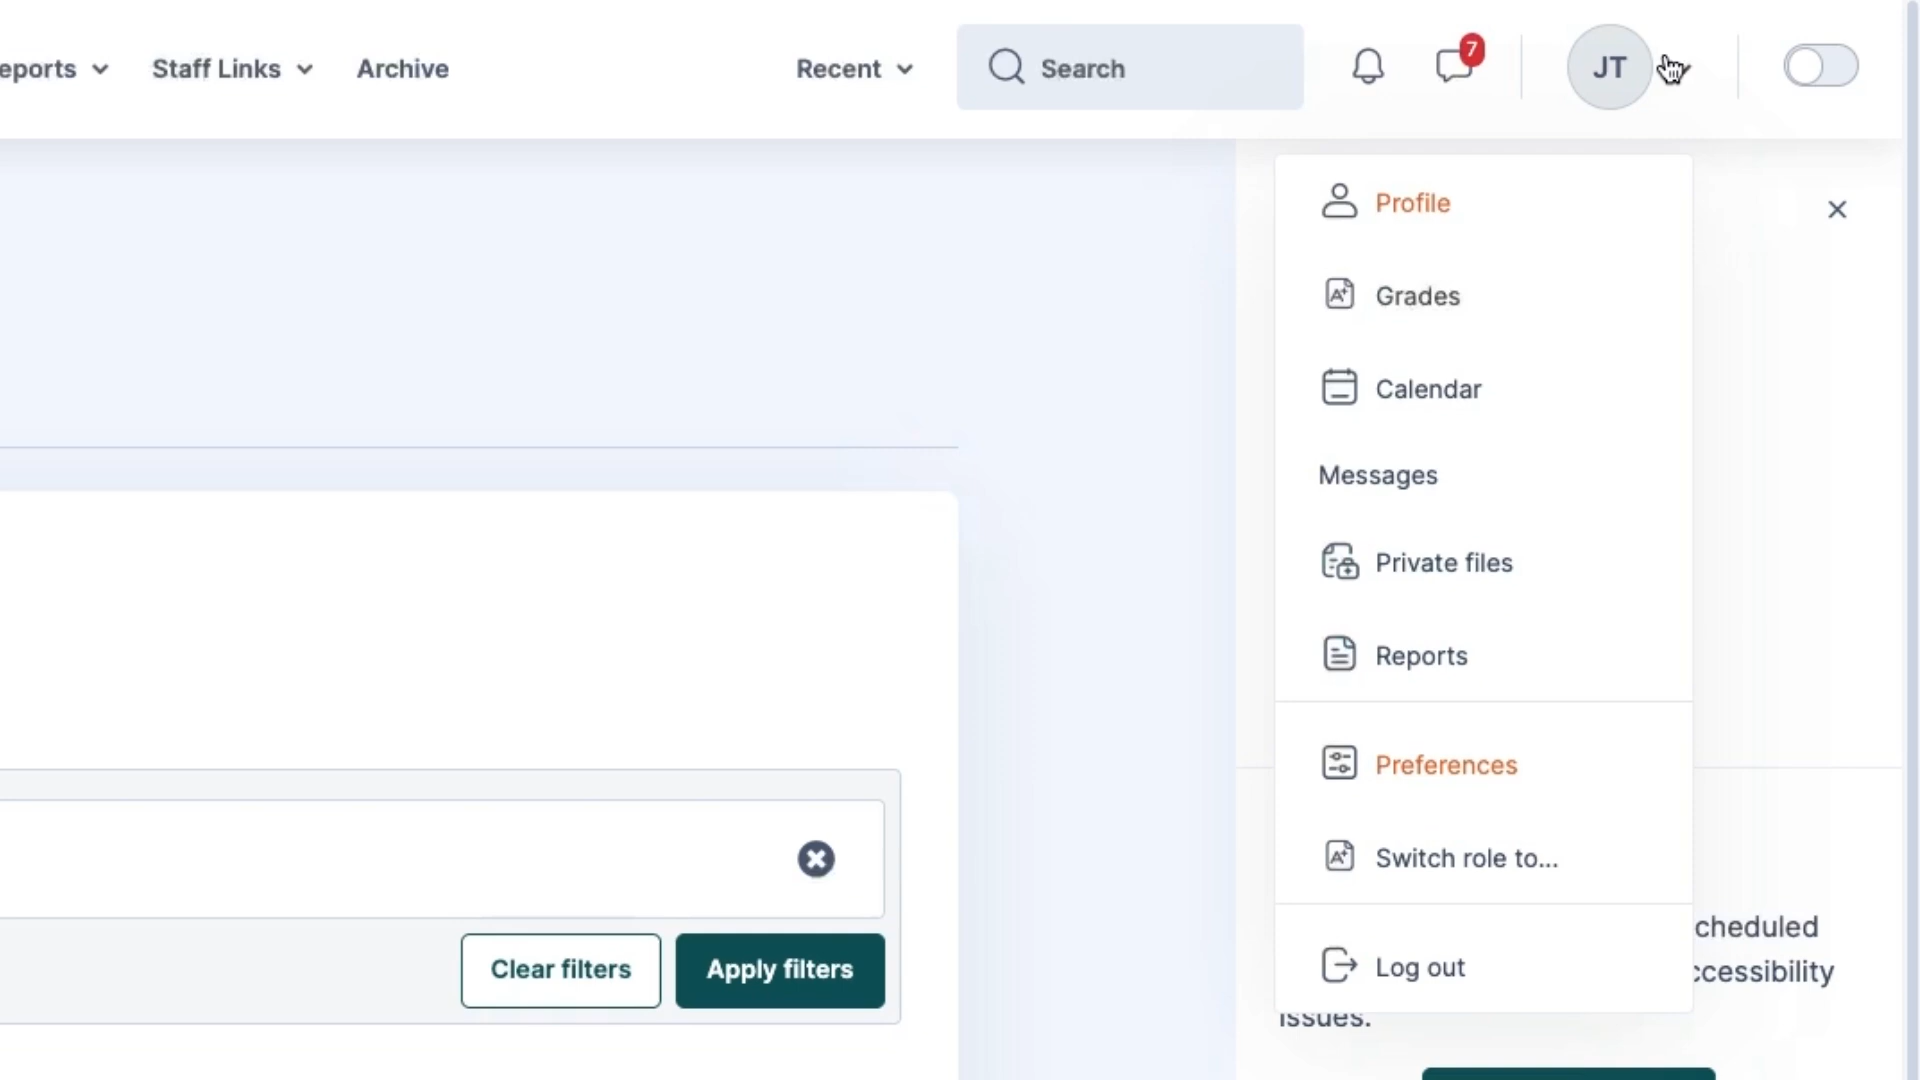 eports
Staff Links
Archive
Recent
Search
7
JT
Profile
Grades
Calendar
Messages
Private files
Reports
Preferences
Switch role to...
Log out
cheduled
ccessibility
issues.
Clear filters
Apply filters